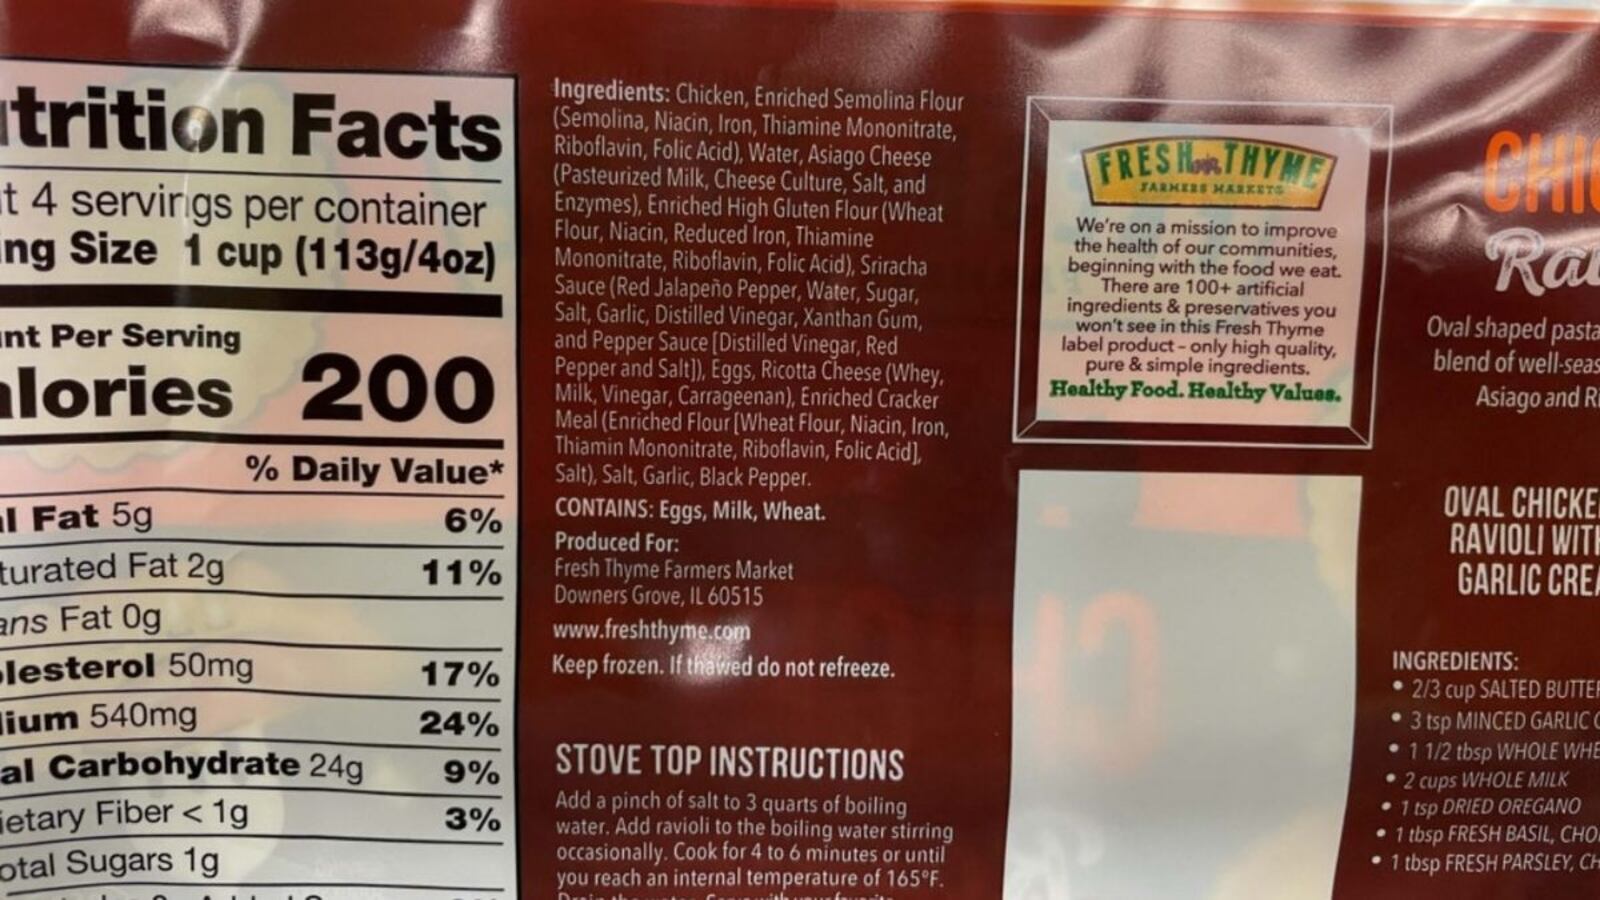 trition Facts
t 4 servings per container
ing Size 1 cup (113g/4oz)
unt Per Serving
alories 200
% Daily Value*
al Fat 5g 6%
turated Fat 2g 11%
ans Fat 0g
olesterol 50mg 17%
dium 540mg 24%
al Carbohydrate 24g 9%
ietary Fiber < 1g 3%
otal Sugars 1g
Ingredients: Chicken, Enriched Semolina Flour
(Semolina, Niacin, Iron, Thiamine Mononitrate,
Riboflavin, Folic Acid), Water, Asiago Cheese
(Pasteurized Milk, Cheese Culture, Salt, and
Enzymes), Enriched High Gluten Flour (Wheat
Flour, Niacin, Reduced Iron, Thiamine
Mononitrate, Riboflavin, Folic Acid), Sriracha
Sauce (Red Jalapeño Pepper, Water, Sugar,
Salt, Garlic, Distilled Vinegar, Xanthan Gum,
and Pepper Sauce [Distilled Vinegar, Red
Pepper and Salt]), Eggs, Ricotta Cheese (Whey,
Milk, Vinegar, Carrageenan), Enriched Cracker
Meal (Enriched Flour [Wheat Flour, Niacin, Iron,
Thiamin Mononitrate, Riboflavin, Folic Acid],
Salt), Salt, Garlic, Black Pepper.
CONTAINS: Eggs, Milk, Wheat.
Produced For:
Fresh Thyme Farmers Market
Downers Grove, IL 60515
www.freshthyme.com
Keep frozen. If thawed do not refreeze.
STOVE TOP INSTRUCTIONS
Add a pinch of salt to 3 quarts of boiling
water. Add ravioli to the boiling water stirring
occasionally. Cook for 4 to 6 minutes or until
you reach an internal temperature of 165°F.
FRESH THYME
FARMERS MARKETS
We're on a mission to improve
the health of our communities,
beginning with the food we eat.
There are 100+ artificial
ingredients & preservatives you
won't see in this Fresh Thyme
label product – only high quality,
pure & simple ingredients.
Healthy Food. Healthy Values.
CHIC
Rav
Oval shaped pasta
blend of well-seas
Asiago and Ri
OVAL CHICKE
RAVIOLI WITH
GARLIC CREA
INGREDIENTS:
• 2/3 cup SALTED BUTTER
• 3 tsp MINCED GARLIC
• 1 1/2 tbsp WHOLE WHE
• 2 cups WHOLE MILK
• 1 tsp DRIED OREGANO
• 1 tbsp FRESH BASIL, CHO
• 1 tbsp FRESH PARSLEY, CH